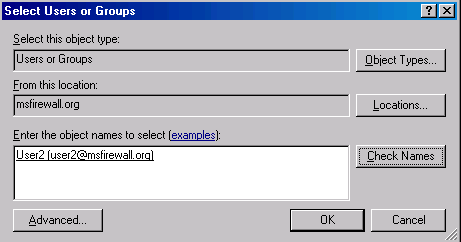 Select Users or Groups
Select this object type:
Users or Groups
Object Types...
From this location:
msfirewall.org
Locations...
Enter the object names to select (examples):
User2 (user2@msfirewall.org)
Check Names
Advanced...
OK
Cancel